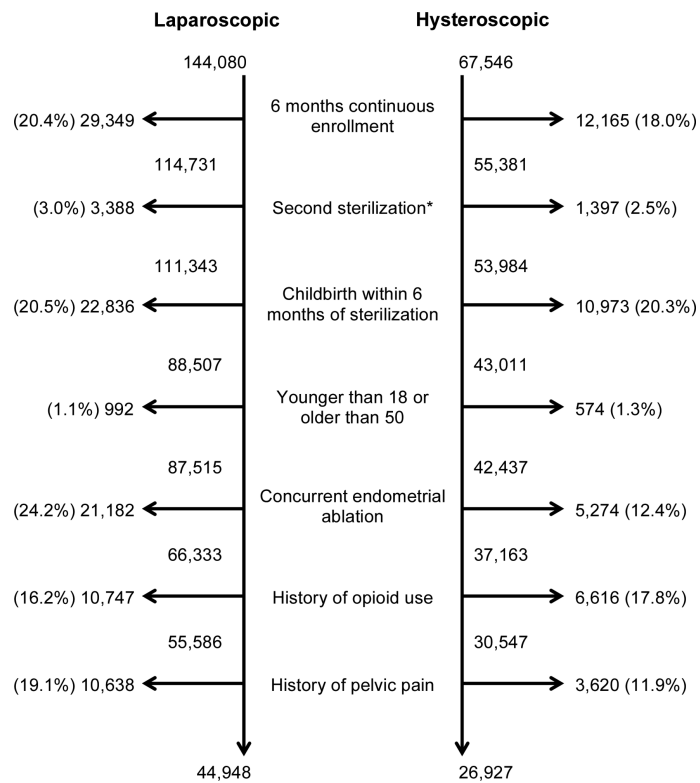 Laparoscopic Hysteroscopic
144,080 67,546
(20.4%) 29,349 6 months continuous enrollment 12,165 (18.0%)
114,731 55,381
(3.0%) 3,388 Second sterilization* 1,397 (2.5%)
111,343 53,984
(20.5%) 22,836 Childbirth within 6 months of sterilization 10,973 (20.3%)
88,507 43,011
(1.1%) 992 Younger than 18 or older than 50 574 (1.3%)
87,515 42,437
(24.2%) 21,182 Concurrent endometrial ablation 5,274 (12.4%)
66,333 37,163
(16.2%) 10,747 History of opioid use 6,616 (17.8%)
55,586 30,547
(19.1%) 10,638 History of pelvic pain 3,620 (11.9%)
44,948 26,927